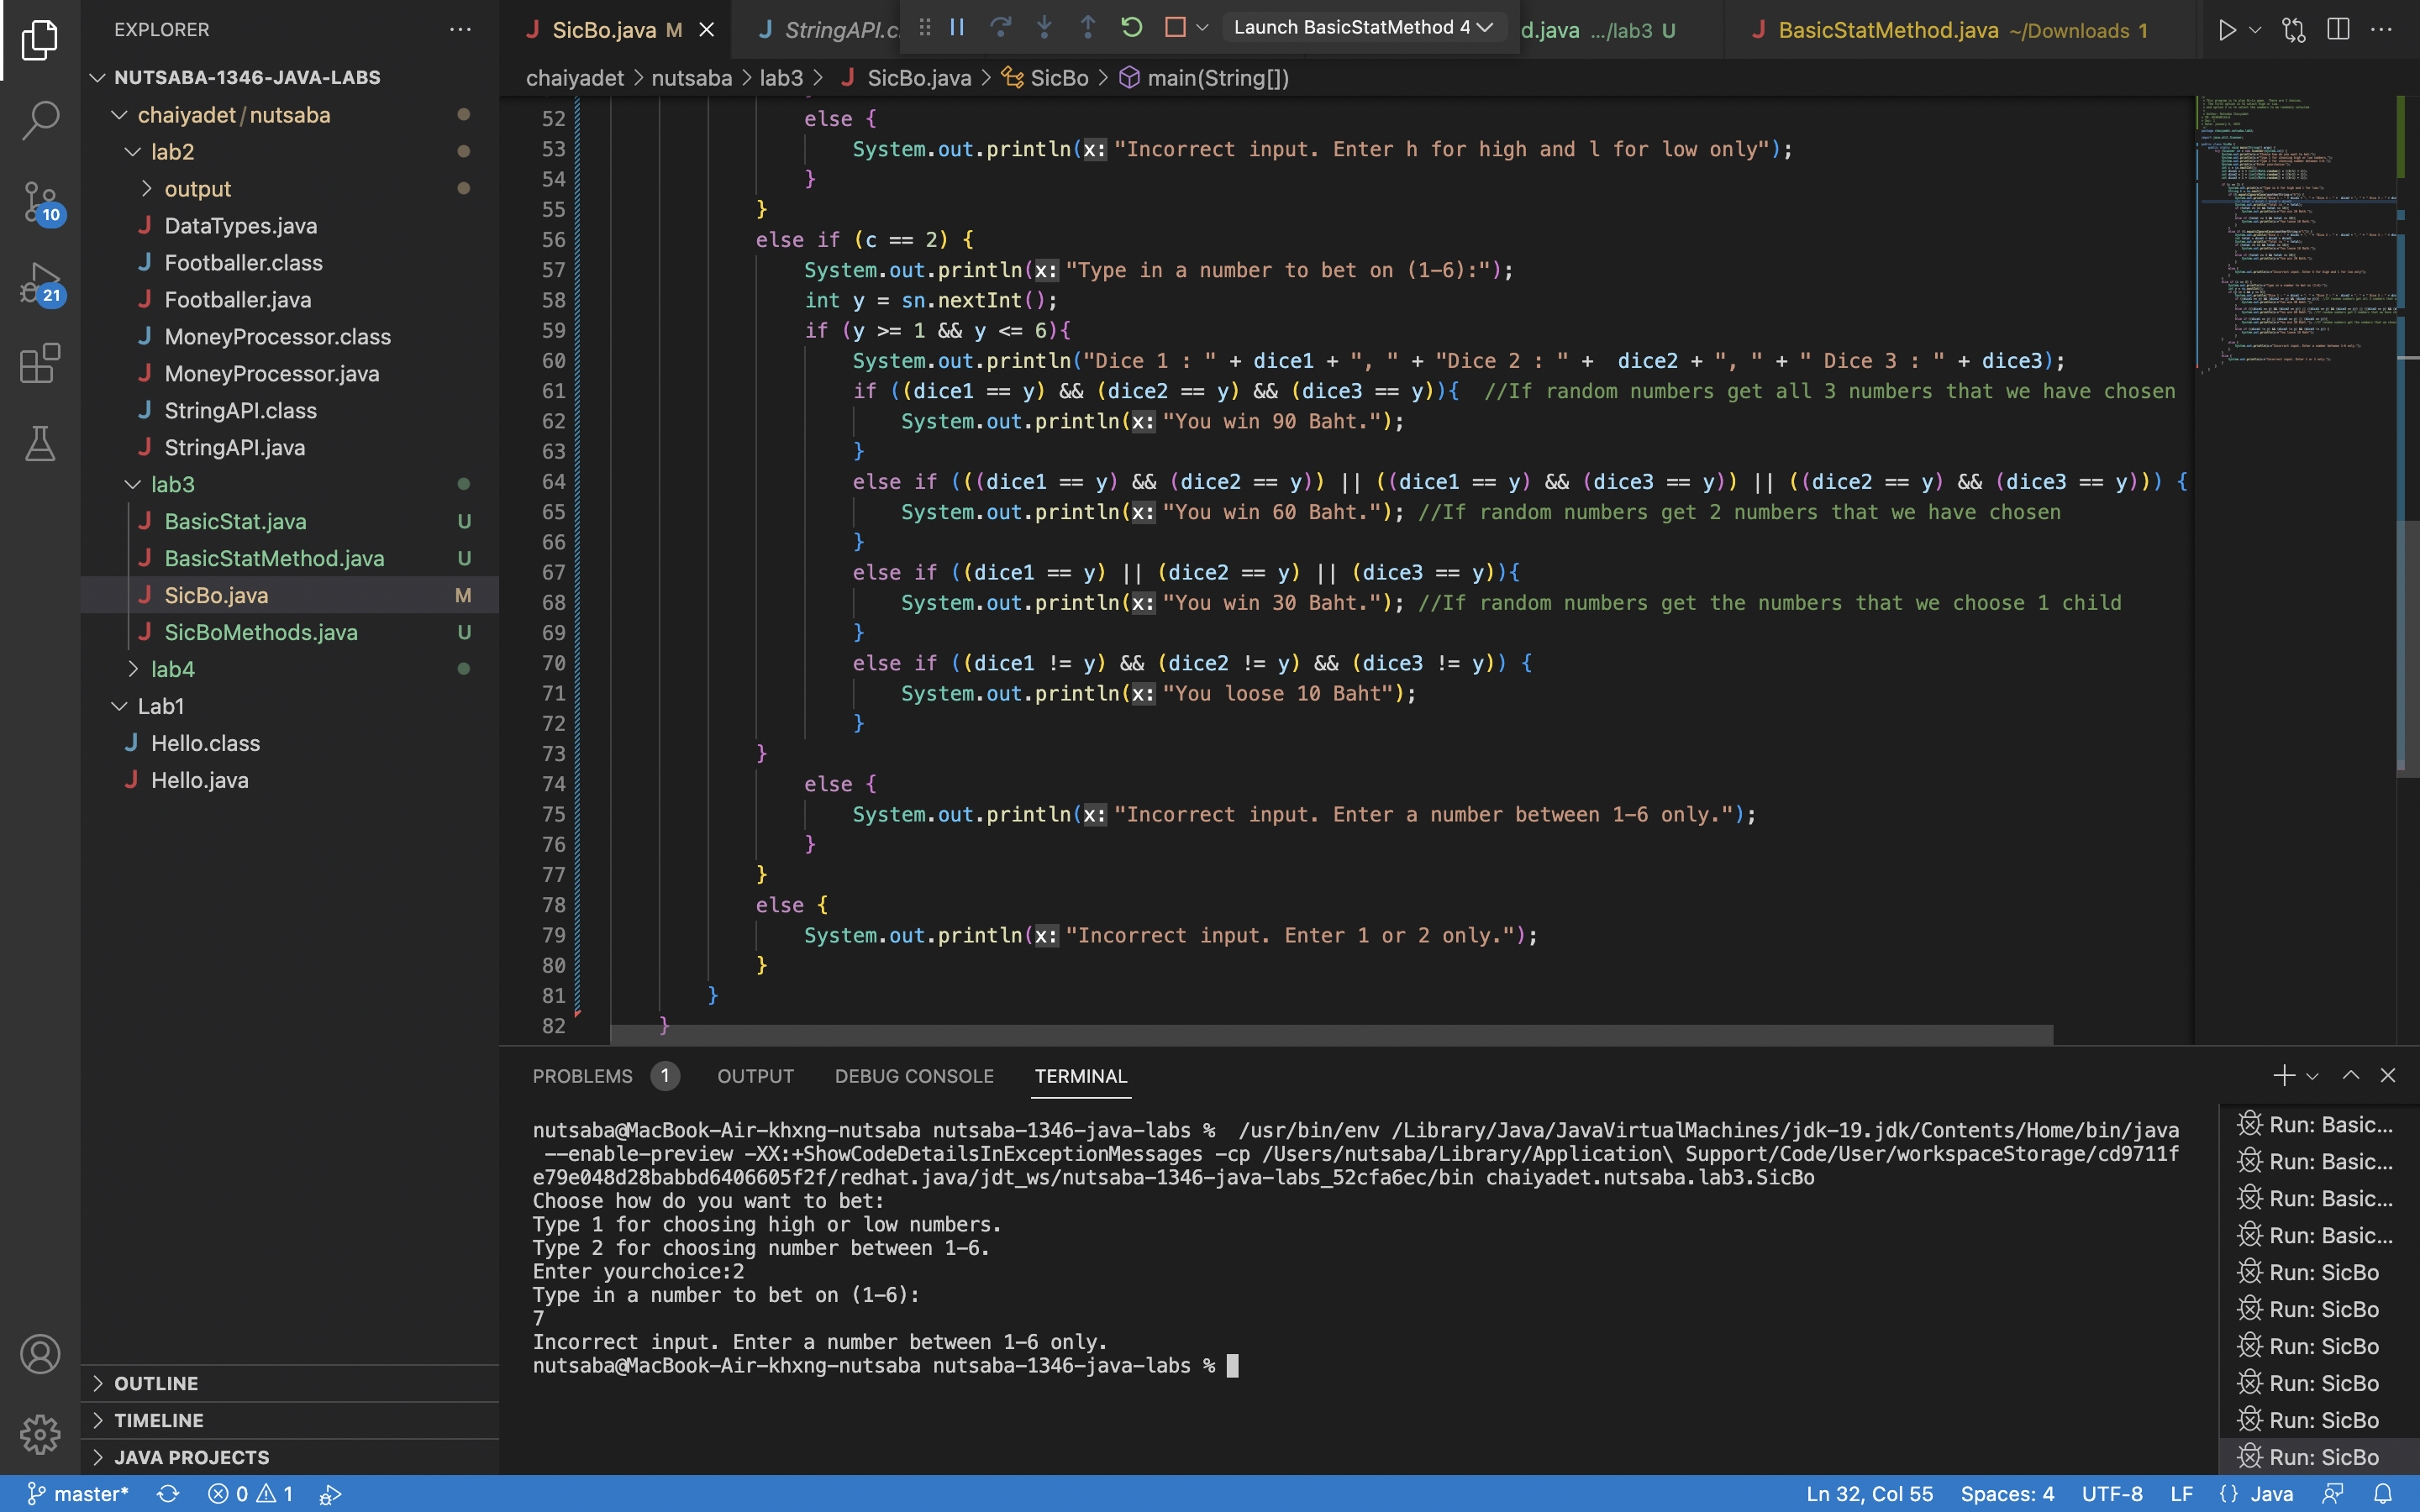 EXPLORER
NUTSABA-1346-JAVA-LABS
chaiyadet/nutsaba
lab2
output
DataTypes.java
Footballer.class
Footballer.java
MoneyProcessor.class
MoneyProcessor.java
StringAPI.class
StringAPI.java
lab3
BasicStat.java U
BasicStatMethod.java U
SicBo.java M
SicBoMethods.java U
lab4
Lab1
Hello.class
Hello.java
OUTLINE
TIMELINE
JAVA PROJECTS
10
21
SicBo.java M
StringAPI.c
Launch BasicStatMethod 4
d.java .../lab3 U
BasicStatMethod.java ~/Downloads 1
chaiyadet > nutsaba > lab3 > SicBo.java > SicBo > main(String[])
52 else {
53 System.out.println(x: "Incorrect input. Enter h for high and l for low only");
54 }
55 }
56 else if (c == 2) {
57 System.out.println(x: "Type in a number to bet on (1-6):");
58 int y = sn.nextInt();
59 if (y >= 1 && y <= 6){
60 System.out.println("Dice 1 : " + dice1 + ", " + "Dice 2 : " +  dice2 + ", " + " Dice 3 : " + dice3);
61 if ((dice1 == y) && (dice2 == y) && (dice3 == y)){  //If random numbers get all 3 numbers that we have chosen
62 System.out.println(x: "You win 90 Baht.");
63 }
64 else if (((dice1 == y) && (dice2 == y)) || ((dice1 == y) && (dice3 == y)) || ((dice2 == y) && (dice3 == y))) {
65 System.out.println(x: "You win 60 Baht."); //If random numbers get 2 numbers that we have chosen
66 }
67 else if ((dice1 == y) || (dice2 == y) || (dice3 == y)){
68 System.out.println(x: "You win 30 Baht."); //If random numbers get the numbers that we choose 1 child
69 }
70 else if ((dice1 != y) && (dice2 != y) && (dice3 != y)) {
71 System.out.println(x: "You loose 10 Baht");
72 }
73 }
74 else {
75 System.out.println(x: "Incorrect input. Enter a number between 1-6 only.");
76 }
77 }
78 else {
79 System.out.println(x: "Incorrect input. Enter 1 or 2 only.");
80 }
81 }
82 }
PROBLEMS 1 OUTPUT DEBUG CONSOLE TERMINAL
nutsaba@MacBook-Air-khxng-nutsaba nutsaba-1346-java-labs %  /usr/bin/env /Library/Java/JavaVirtualMachines/jdk-19.jdk/Contents/Home/bin/java
--enable-preview -XX:+ShowCodeDetailsInExceptionMessages -cp /Users/nutsaba/Library/Application\ Support/Code/User/workspaceStorage/cd9711f
e79e048d28babbd6406605f2f/redhat.java/jdt_ws/nutsaba-1346-java-labs_52cfa6ec/bin chaiyadet.nutsaba.lab3.SicBo
Choose how do you want to bet:
Type 1 for choosing high or low numbers.
Type 2 for choosing number between 1-6.
Enter yourchoice:2
Type in a number to bet on (1-6):
7
Incorrect input. Enter a number between 1-6 only.
nutsaba@MacBook-Air-khxng-nutsaba nutsaba-1346-java-labs %
Run: Basic...
Run: Basic...
Run: Basic...
Run: Basic...
Run: SicBo
Run: SicBo
Run: SicBo
Run: SicBo
Run: SicBo
Run: SicBo
master* 0 1
Ln 32, Col 55 Spaces: 4 UTF-8 LF {} Java